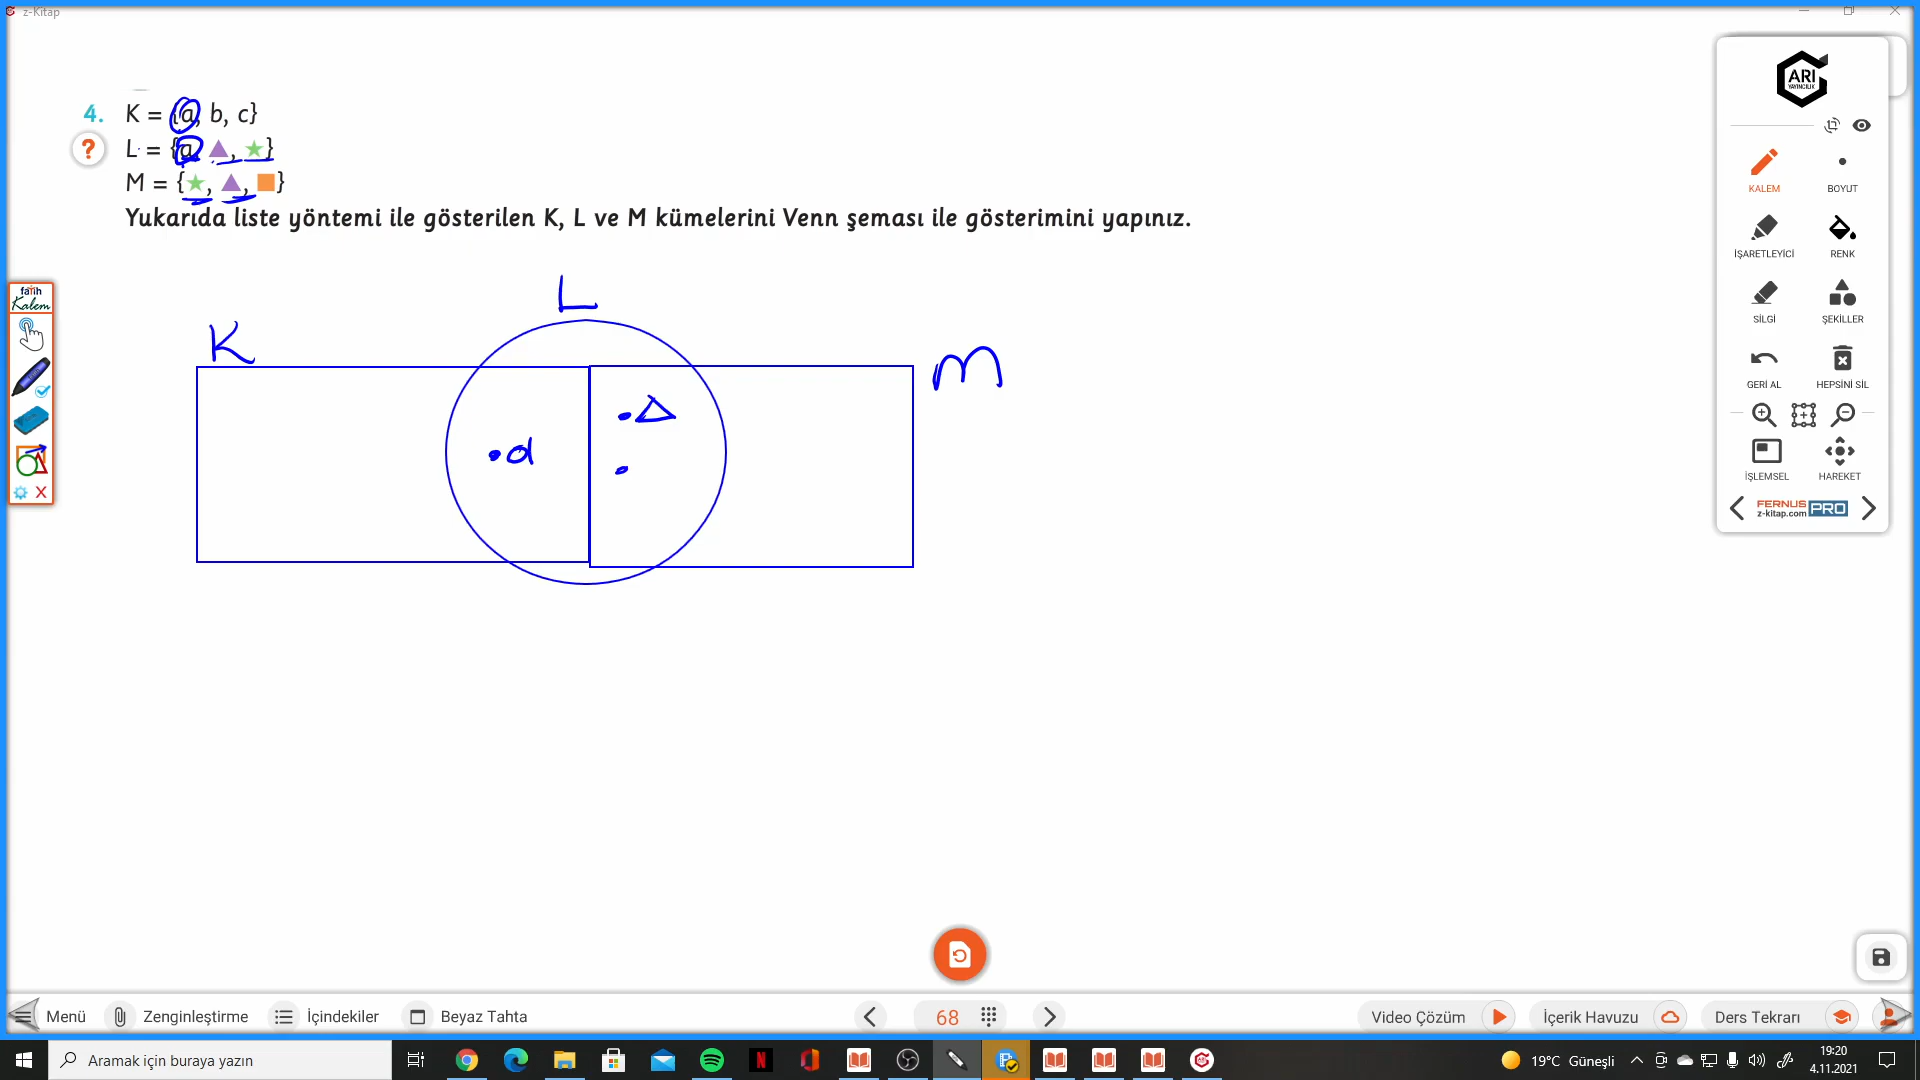 z-Kitap
4. K = {a, b, c}
? L = {a, ▲, ★}
M = {★, ▲, ■}
Yukarıda liste yöntemi ile gösterilen K, L ve M kümelerini Venn şeması ile gösterimini yapınız.
L
K
M
Δ
a
fatih
Kalem
X
ARI
YAYINCILIK
KALEM
BOYUT
İŞARETLEYİCİ
RENK
SİLGİ
ŞEKİLLER
GERİ AL
HEPSİNİ SİL
İŞLEMSEL
HAREKET
FERNUS
z-kitap.com PRO
Menü
Zenginleştirme
İçindekiler
Beyaz Tahta
68
Video Çözüm
İçerik Havuzu
Ders Tekrarı
Aramak için buraya yazın
19°C Güneşli
19:20
4.11.2021